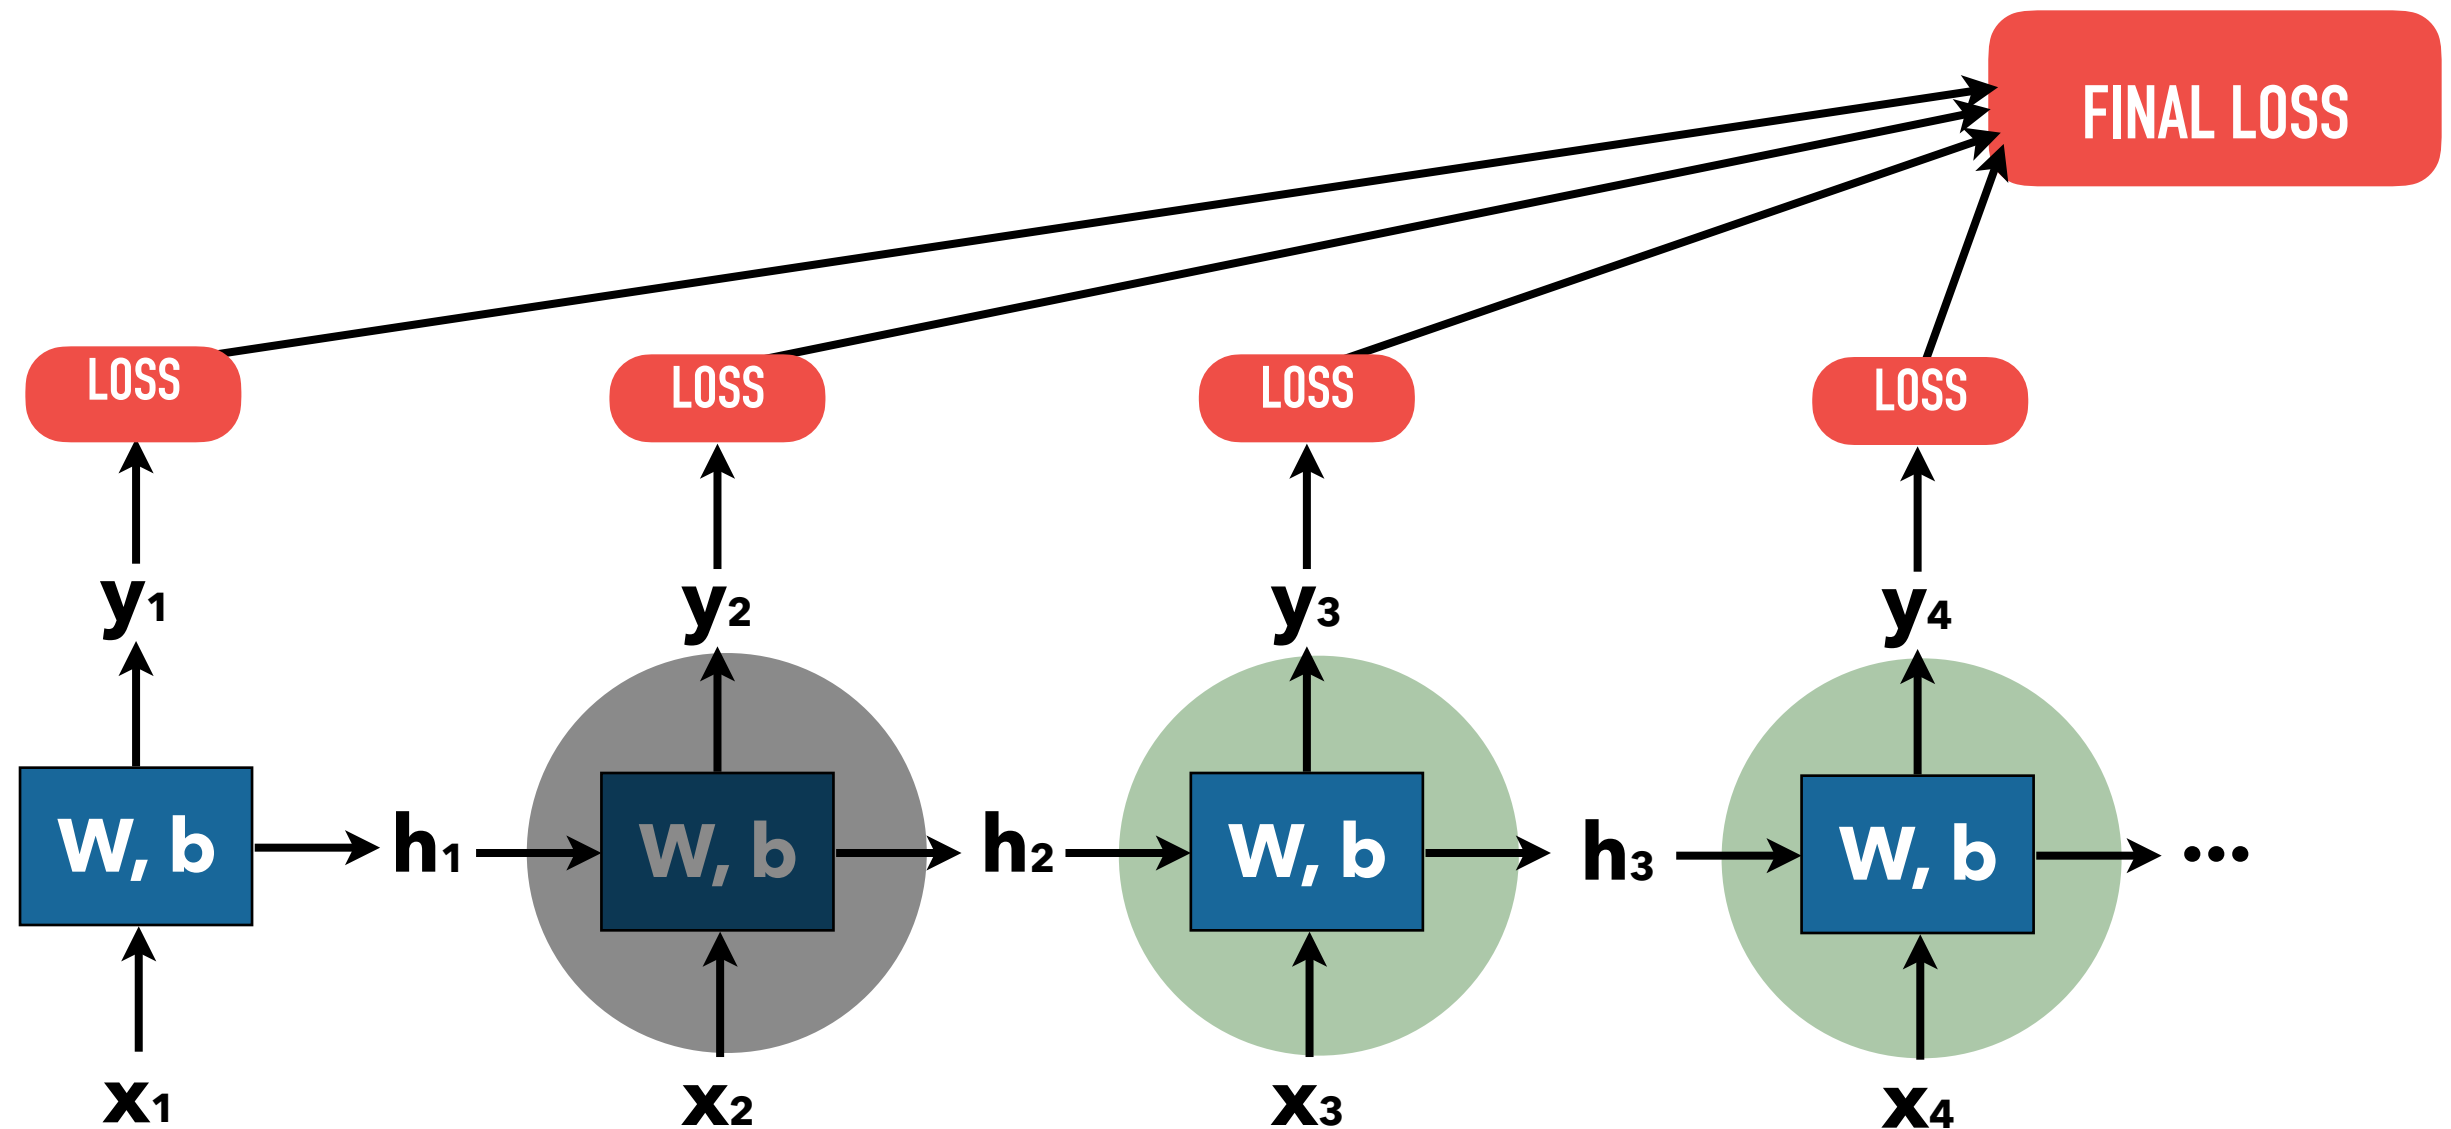 FINAL LOSS
LOSS LOSS LOSS LOSS
y1 y2 y3 y4
W, b h1 W, b h2 W, b h3 W, b •••
x1 x2 x3 x4